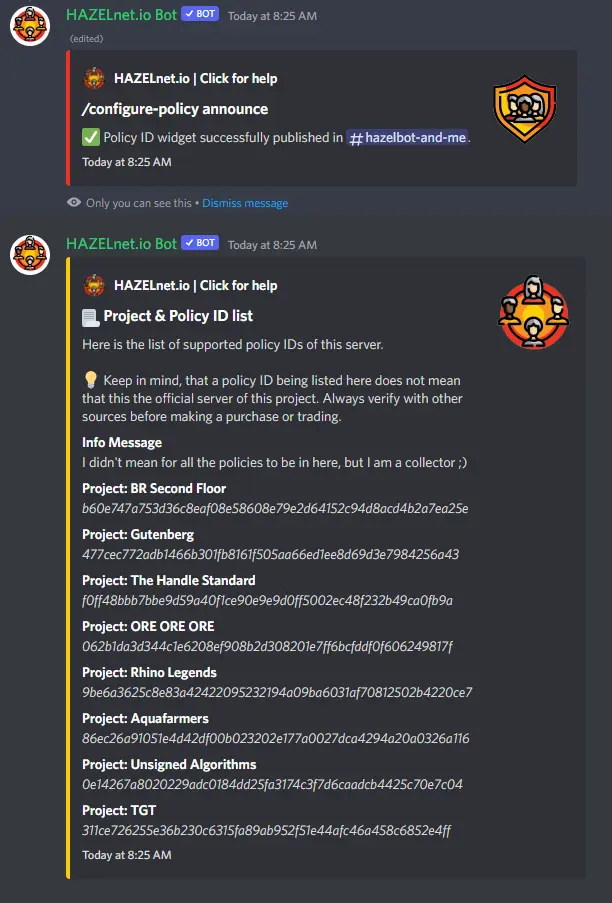 HAZELnet.io Bot ✓ BOT Today at 8:25 AM
(edited)
HAZELnet.io | Click for help
/configure-policy announce
✅ Policy ID widget successfully published in # hazelbot-and-me.
Today at 8:25 AM
Only you can see this • Dismiss message
HAZELnet.io Bot ✓ BOT Today at 8:25 AM
HAZELnet.io | Click for help
📃 Project & Policy ID list
Here is the list of supported policy IDs of this server.
💡 Keep in mind, that a policy ID being listed here does not mean
that this the official server of this project. Always verify with other
sources before making a purchase or trading.
Info Message
I didn't mean for all the policies to be in here, but I am a collector ;)
Project: BR Second Floor
b60e747a753d36c8eaf08e58608e79e2d64152c94d8acd4b2a7ea25e
Project: Gutenberg
477cec772adb1466b301fb8161f505aa66ed1ee8d69d3e7984256a43
Project: The Handle Standard
f0ff48bbb7bbe9d59a40f1ce90e9e9d0ff5002ec48f232b49ca0fb9a
Project: ORE ORE ORE
062b1da3d344c1e6208ef908b2d308201e7ff6bcfddf0f606249817f
Project: Rhino Legends
9be6a3625c8e83a42422095232194a09ba6031af70812502b4220ce7
Project: Aquafarmers
86ec26a91051e4d42df00b023202e177a0027dca4294a20a0326a116
Project: Unsigned Algorithms
0e14267a8020229adc0184dd25fa3174c3f7d6caadcb4425c70e7c04
Project: TGT
311ce726255e36b230c6315fa89ab952f51e44afc46a458c6852e4ff
Today at 8:25 AM